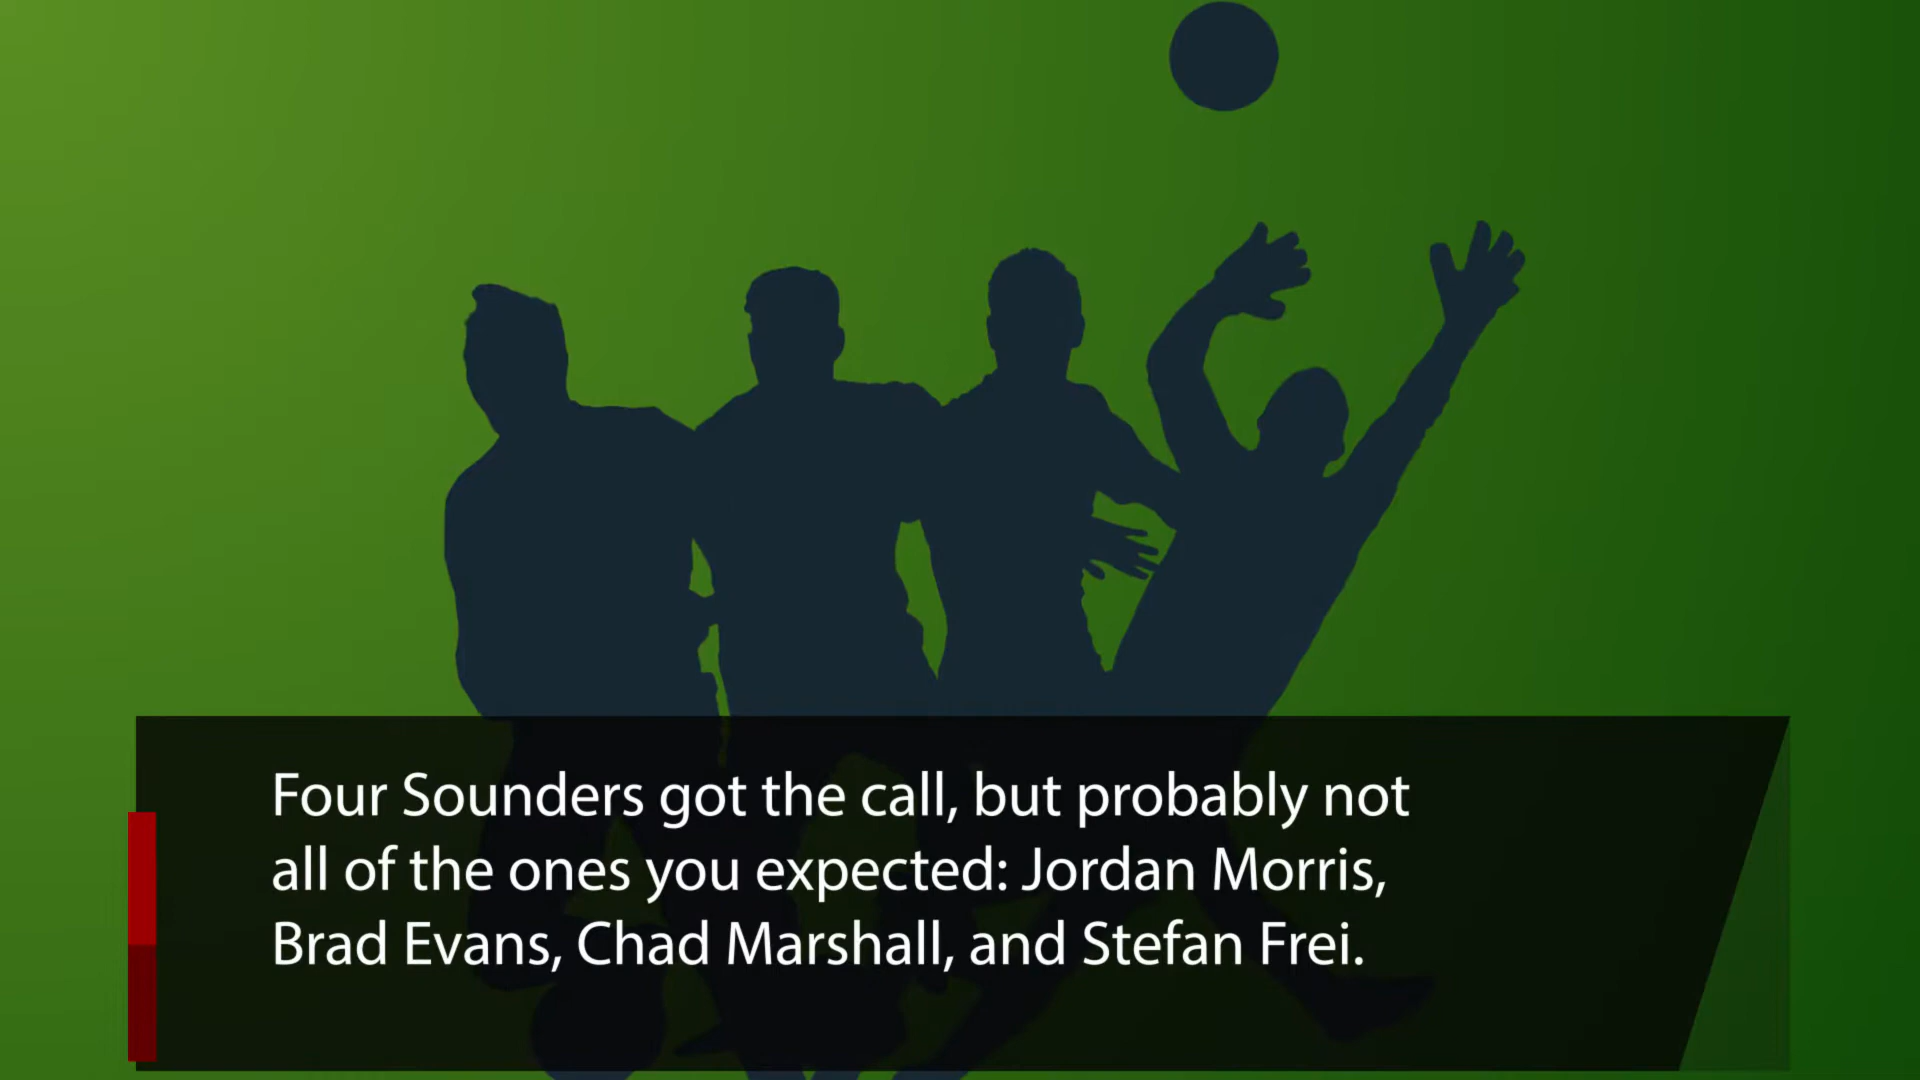 Four Sounders got the call, but probably not
all of the ones you expected: Jordan Morris,
Brad Evans, Chad Marshall, and Stefan Frei.